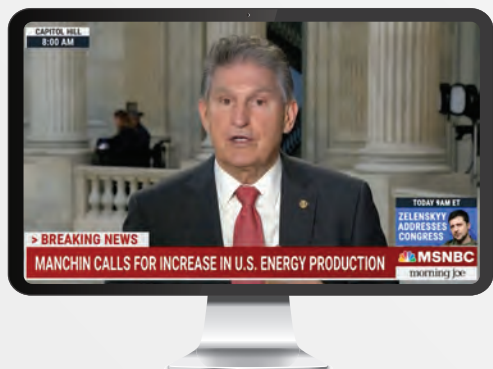 CAPITOL HILL
8:00 AM
TODAY 9AM ET
ZELENSKYY
ADDRESSES
CONGRESS
> BREAKING NEWS
MANCHIN CALLS FOR INCREASE IN U.S. ENERGY PRODUCTION
MSNBC
morning joe